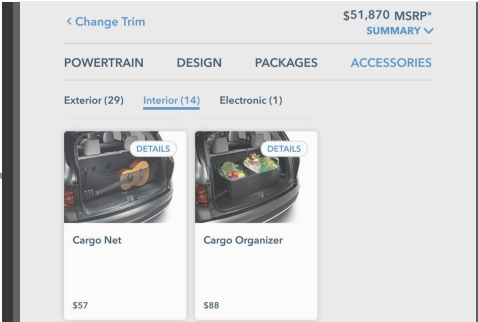 < Change Trim
$51,870 MSRP*
SUMMARY
POWERTRAIN DESIGN PACKAGES ACCESSORIES
Exterior (29) Interior (14) Electronic (1)
DETAILS DETAILS
Cargo Net Cargo Organizer
$57 $88